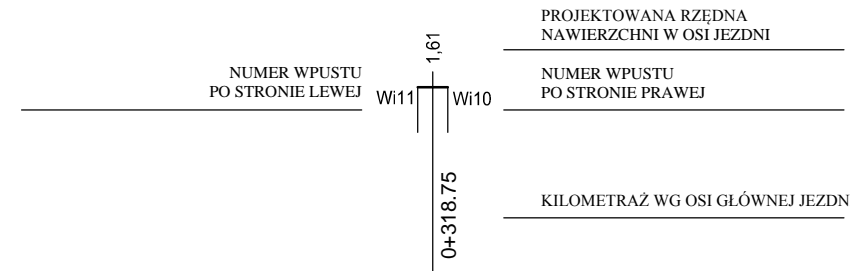 PROJEKTOWANA RZĘDNA
NAWIERZCHNI W OSI JEZDNI
1,61
NUMER WPUSTU
PO STRONIE LEWEJ
Wi11
Wi10
NUMER WPUSTU
PO STRONIE PRAWEJ
0+318.75
KILOMETRAŻ WG OSI GŁÓWNEJ JEZDN